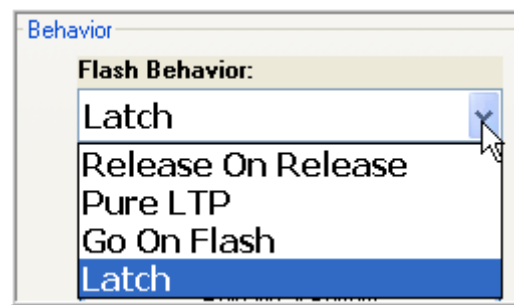 Behavior
Flash Behavior:
Latch
Release On Release
Pure LTP
Go On Flash
Latch